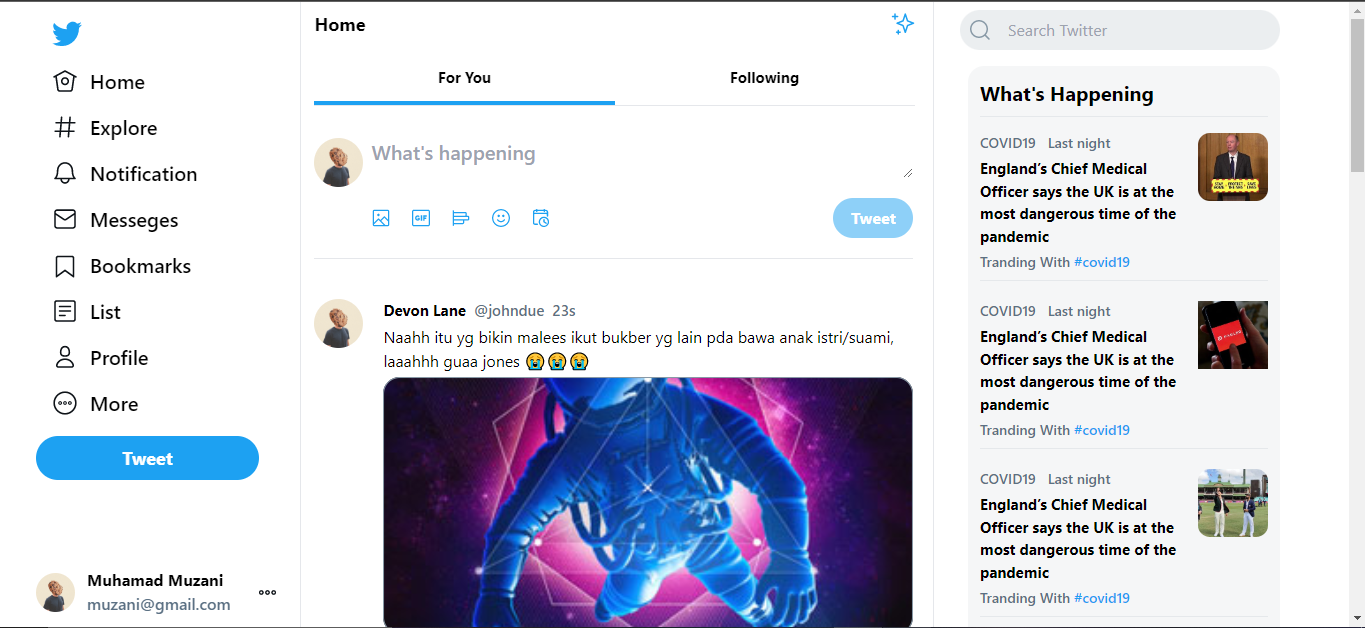 Home
Explore
Notification
Messeges
Bookmarks
List
Profile
More
Tweet
Muhamad Muzani
muzani@gmail.com
Home
For You
Following
What's happening
GIF
Tweet
Devon Lane @johndue 23s
Naahh itu yg bikin malees ikut bukber yg lain pda bawa anak istri/suami,
laaahhh guaa jones 😭😭😭
Search Twitter
What's Happening
COVID19 Last night
England’s Chief Medical
Officer says the UK is at the
most dangerous time of the
pandemic
Tranding With #covid19
COVID19 Last night
England’s Chief Medical
Officer says the UK is at the
most dangerous time of the
pandemic
Tranding With #covid19
COVID19 Last night
England’s Chief Medical
Officer says the UK is at the
most dangerous time of the
pandemic
Tranding With #covid19